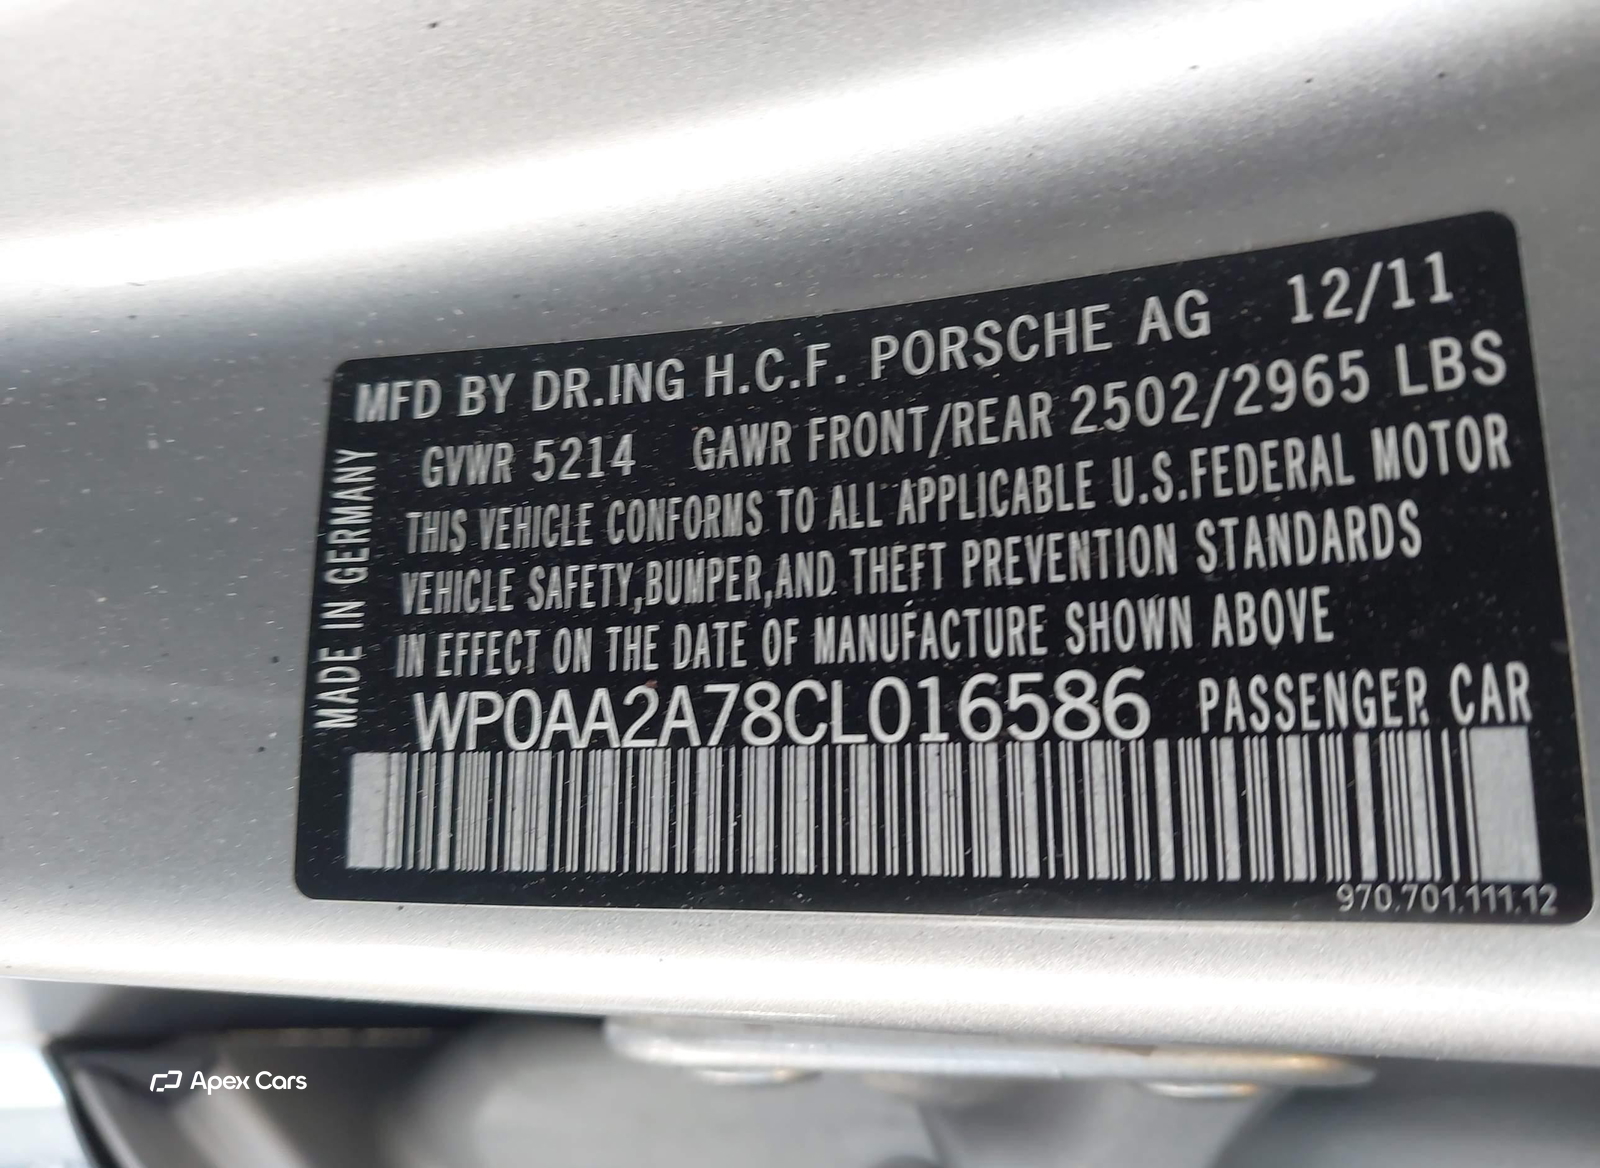 MFD BY DR.ING H.C.F. PORSCHE AG 12/11
GVWR 5214 GAWR FRONT/REAR 2502/2965 LBS
THIS VEHICLE CONFORMS TO ALL APPLICABLE U.S.FEDERAL MOTOR
VEHICLE SAFETY,BUMPER,AND THEFT PREVENTION STANDARDS
IN EFFECT ON THE DATE OF MANUFACTURE SHOWN ABOVE
WP0AA2A78CL016586 PASSENGER CAR
MADE IN GERMANY
970.701.111.12
Apex Cars